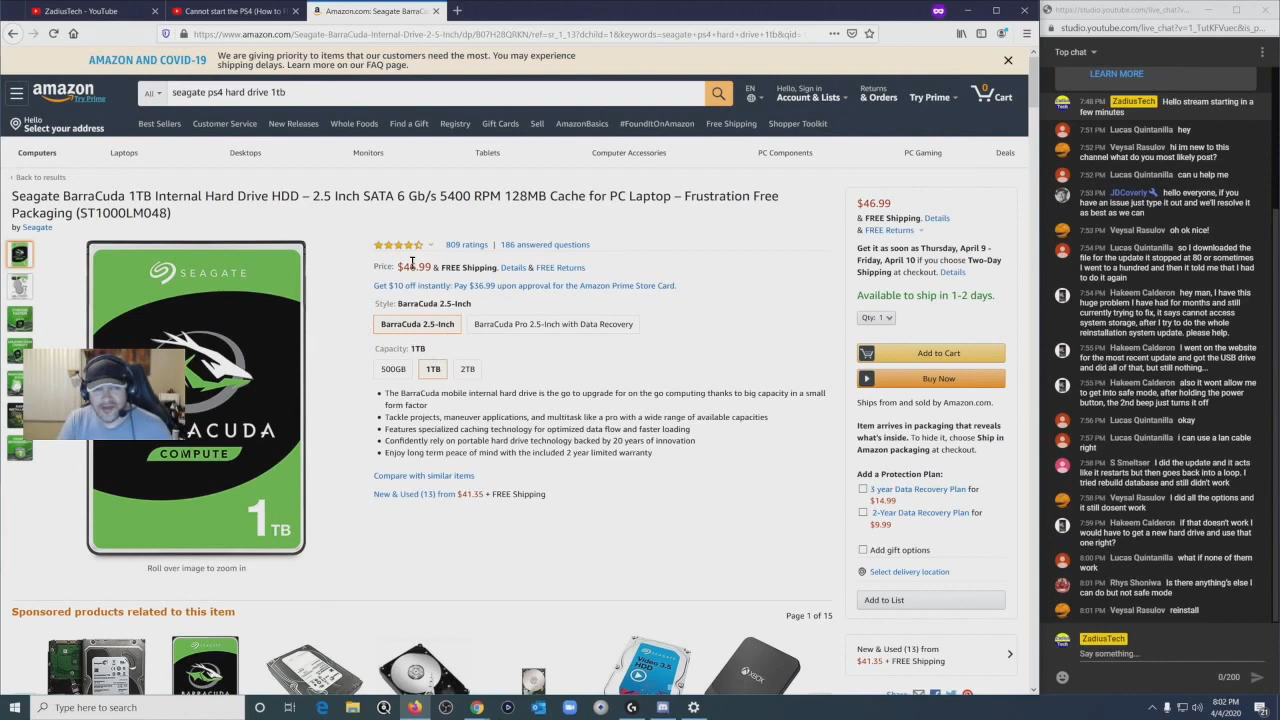 ZadiusTech - YouTube
Cannot start the PS4 (How to F
Amazon.com: Seagate BarraCuda
https://studio.youtube.com/live_chat?v=
https://www.amazon.com/Seagate-BarraCuda-Internal-Drive-2-5-Inch/dp/B07H28QRKN/ref=sr_1_13?dchild=1&keywords=seagate+ps4+hard+drive+1tb&qid=1
studio.youtube.com/live_chat?v=1_TutKFVuec&is_p...
AMAZON AND COVID-19
We are giving priority to items that our customers need the most. You may experience
shipping delays. Learn more on our FAQ page.
amazon
Try Prime
All
seagate ps4 hard drive 1tb
EN
Hello, Sign in
Account & Lists
Returns
& Orders
Try Prime
0
Cart
Hello
Select your address
Best Sellers
Customer Service
New Releases
Whole Foods
Find a Gift
Registry
Gift Cards
Sell
AmazonBasics
#FoundItOnAmazon
Free Shipping
Shopper Toolkit
Computers
Laptops
Desktops
Monitors
Tablets
Computer Accessories
PC Components
PC Gaming
Deals
‹ Back to results
Seagate BarraCuda 1TB Internal Hard Drive HDD – 2.5 Inch SATA 6 Gb/s 5400 RPM 128MB Cache for PC Laptop – Frustration Free
Packaging (ST1000LM048)
by Seagate
809 ratings | 186 answered questions
Price: $46.99 & FREE Shipping. Details & FREE Returns
Get $10 off instantly: Pay $36.99 upon approval for the Amazon Prime Store Card.
Style: BarraCuda 2.5-Inch
BarraCuda 2.5-Inch
BarraCuda Pro 2.5-Inch with Data Recovery
Capacity: 1TB
500GB
1TB
2TB
The BarraCuda mobile internal hard drive is the go to upgrade for on the go computing thanks to big capacity in a small
form factor
Tackle projects, maneuver applications, and multitask like a pro with a wide range of available capacities
Features specialized caching technology for optimized data flow and faster loading
Confidently rely on portable hard drive technology backed by 20 years of innovation
Enjoy long term peace of mind with the included 2 year limited warranty
Compare with similar items
New & Used (13) from $41.35 + FREE Shipping
SEAGATE
ACUDA
COMPUTE
1TB
Roll over image to zoom in
$46.99
& FREE Shipping. Details
& FREE Returns
Get it as soon as Thursday, April 9 -
Friday, April 10 if you choose Two-Day
Shipping at checkout. Details
Available to ship in 1-2 days.
Qty: 1
Add to Cart
Buy Now
Ships from and sold by Amazon.com.
Item arrives in packaging that reveals
what's inside. To hide it, choose Ship in
Amazon packaging at checkout.
Add a Protection Plan:
3 year Data Recovery Plan for
$14.99
2-Year Data Recovery Plan for
$9.99
Add gift options
Select delivery location
Add to List
New & Used (13) from
$41.35 + FREE Shipping
Share
Sponsored products related to this item
Page 1 of 15
Video 3.5
HDD
XBOX
Top chat
LEARN MORE
7:48 PM ZadiusTech Hello stream starting in a
few minutes
7:51 PM Lucas Quintanilla hey
7:52 PM Veysal Rasulov hi im new to this
channel what do you most likely post?
7:52 PM Lucas Quintanilla can u help me
7:53 PM JDCoverly hello everyone, if you
have an issue just type it out and we'll resolve it
as best as we can
7:53 PM Veysal Rasulov oh ok nice!
7:54 PM Lucas Quintanilla so I downloaded the
file for the update it stopped at 80 or sometimes
I went to a hundred and then it told me that I had
to do it again
7:54 PM Hakeem Calderon hey man, I have this
huge problem I have had for months and still
currently trying to fix, it says cannot access
system storage, after I try to do the whole
reinstallation system update. please help.
7:55 PM Hakeem Calderon I went on the website
for the most recent update and got the USB drive
and did all of that, but still nothing...
7:55 PM Hakeem Calderon also it wont allow me
to get into safe mode, after holding the power
button, the 2nd beep just turns it off
7:56 PM Lucas Quintanilla okay
7:57 PM Lucas Quintanilla i can use a lan cable
right
7:58 PM S Smeltser I did the update and it acts
like it restarts but then goes back into a loop. I
tried rebuild database and still didn't work
7:58 PM Veysal Rasulov I did all the options and
it still dosent work
7:59 PM Hakeem Calderon if that doesn't work I
would have to get a new hard drive and use that
one right?
8:00 PM Lucas Quintanilla what if none of them
work
8:01 PM Rhys Shoniwa Is there anything's else I
can do but not safe mode
8:01 PM Veysal Rasulov reinstall
ZadiusTech
Say something...
0/200
Type here to search
8:02 PM
4/4/2020
21